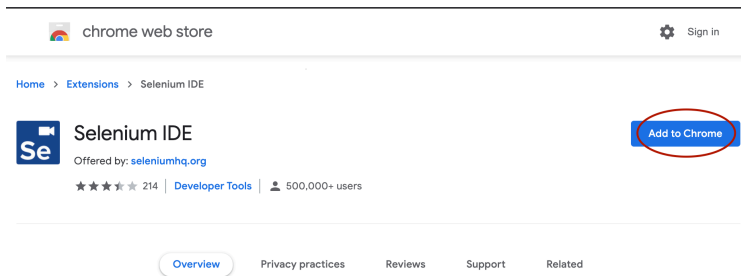 chrome web store
Sign in
Home > Extensions > Selenium IDE
Se
Selenium IDE
Add to Chrome
Offered by: seleniumhq.org
214 | Developer Tools | 500,000+ users
Overview Privacy practices Reviews Support Related